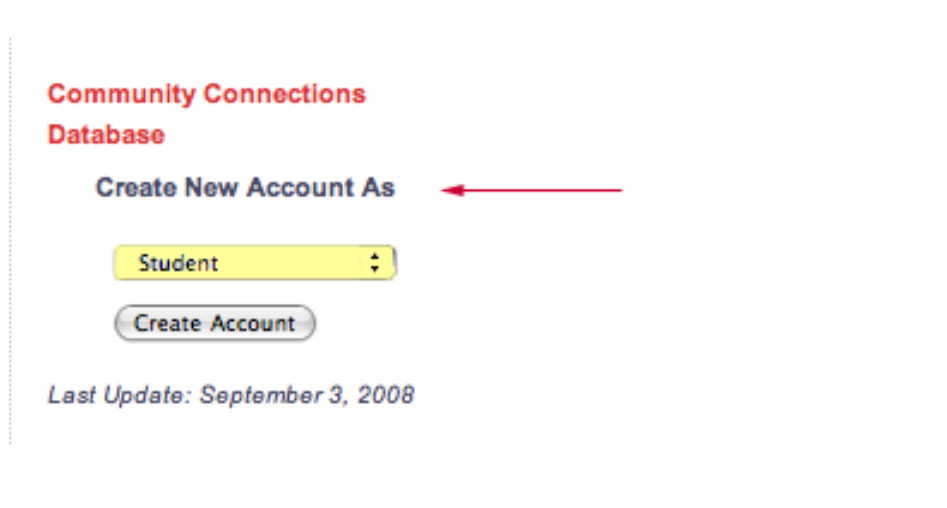 Community Connections
Database
Create New Account As
Student
Create Account
Last Update: September 3, 2008